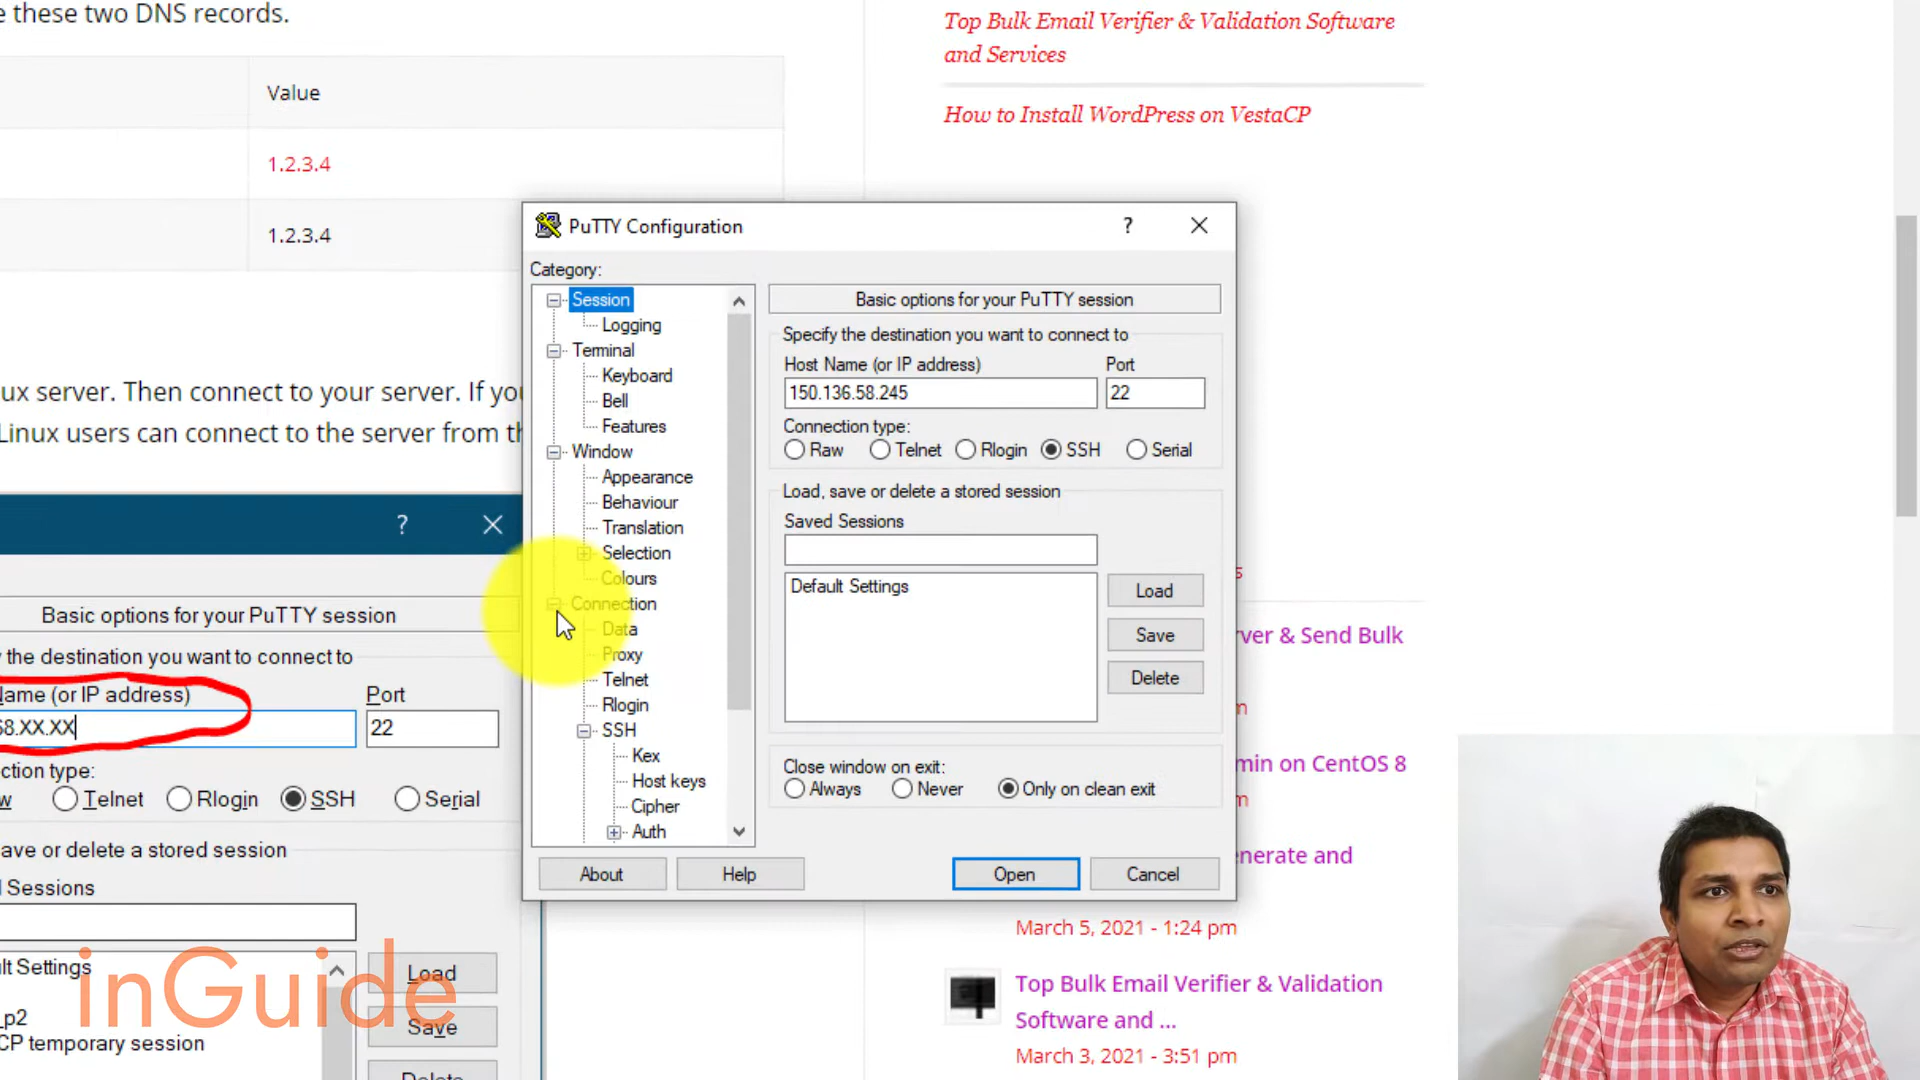 e these two DNS records.
Value
1.2.3.4
1.2.3.4
ux server. Then connect to your server. If you
Linux users can connect to the server from th
Basic options for your PuTTY session
the destination you want to connect to
Name (or IP address)
Port
68.XX.XX
22
ction type:
w
Telnet
Rlogin
SSH
Serial
ave or delete a stored session
Sessions
lt Settings
_p2
CP temporary session
Load
Save
Delete
inGuide
PuTTY Configuration
?
Category:
Session
Logging
Terminal
Keyboard
Bell
Features
Window
Appearance
Behaviour
Translation
Selection
Colours
Connection
Data
Proxy
Telnet
Rlogin
SSH
Kex
Host keys
Cipher
Auth
Basic options for your PuTTY session
Specify the destination you want to connect to
Host Name (or IP address)
Port
150.136.58.245
22
Connection type:
Raw
Telnet
Rlogin
SSH
Serial
Load, save or delete a stored session
Saved Sessions
Default Settings
Load
Save
Delete
Close window on exit:
Always
Never
Only on clean exit
About
Help
Open
Cancel
Top Bulk Email Verifier & Validation Software
and Services
How to Install WordPress on VestaCP
rver & Send Bulk
min on CentOS 8
enerate and
March 5, 2021 - 1:24 pm
Top Bulk Email Verifier & Validation
Software and ...
March 3, 2021 - 3:51 pm